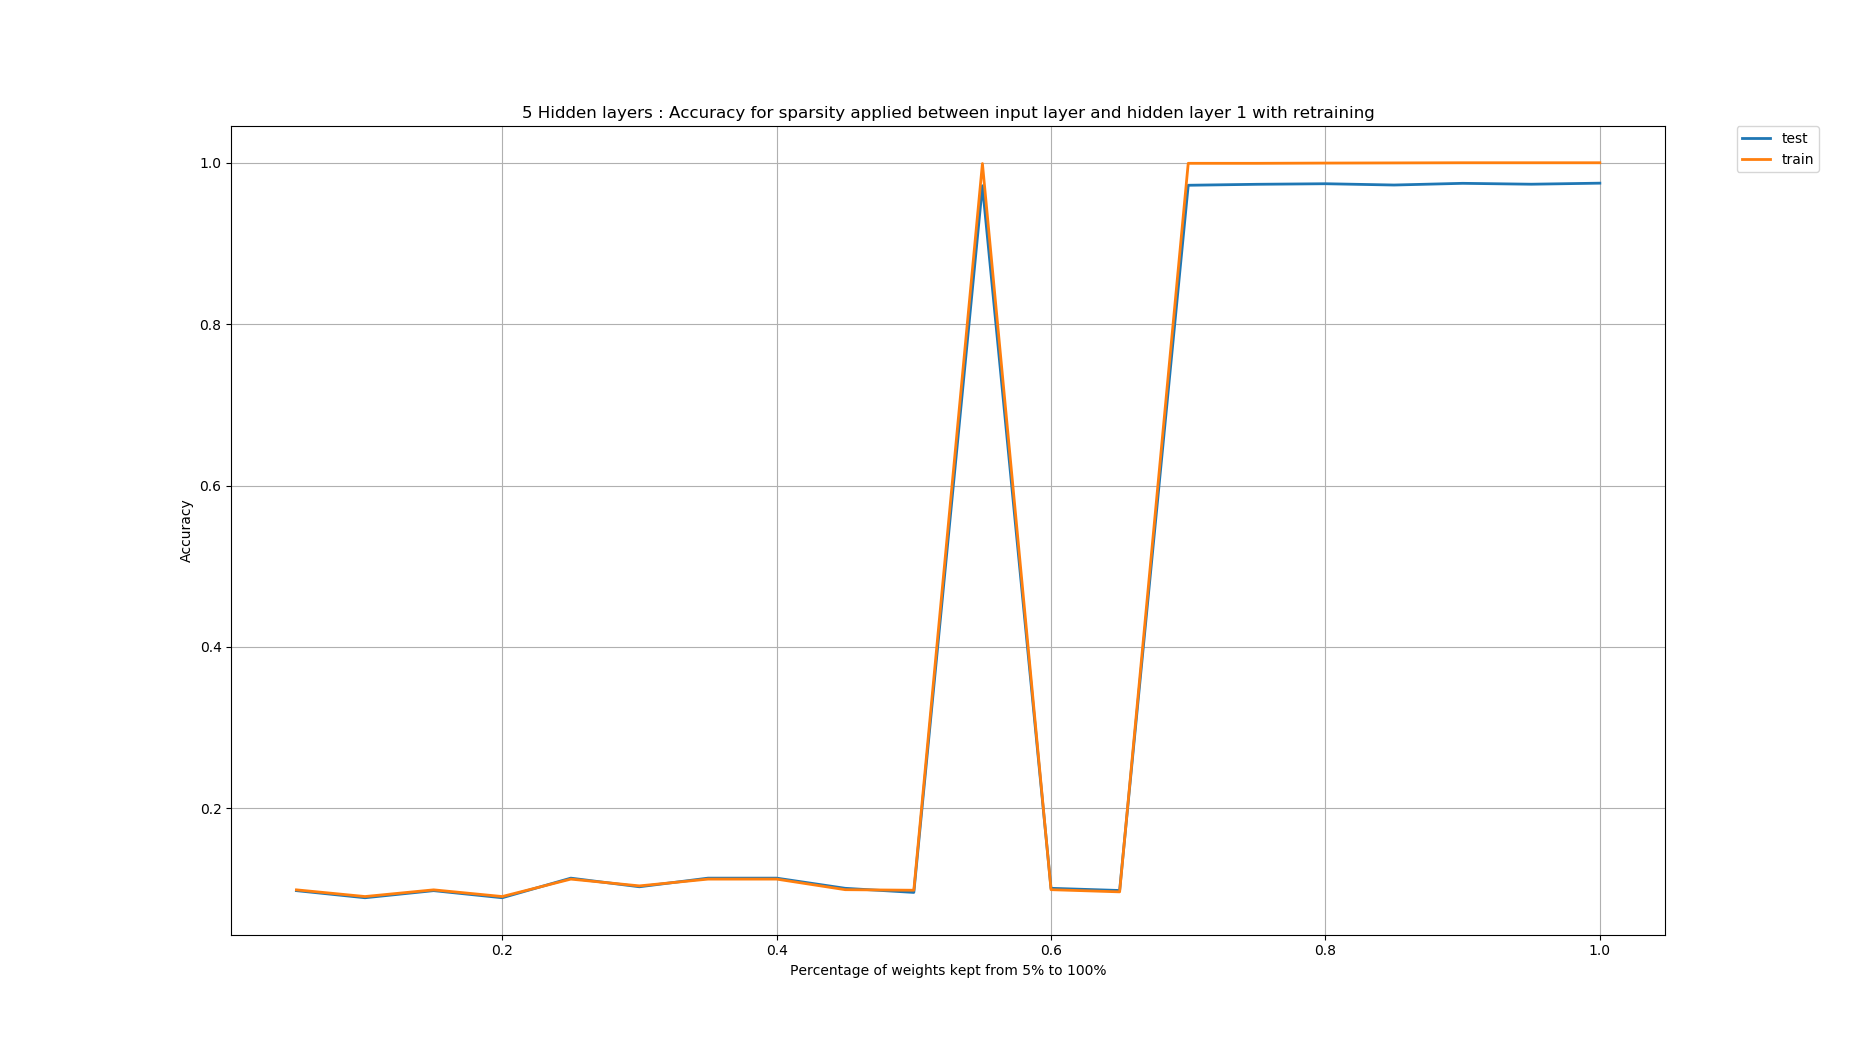 5 Hidden layers : Accuracy for sparsity applied between input layer and hidden layer 1 with retraining
test
train
1.0
0.8
0.6
0.4
0.2
Accuracy
0.2 0.4 0.6 0.8 1.0
Percentage of weights kept from 5% to 100%